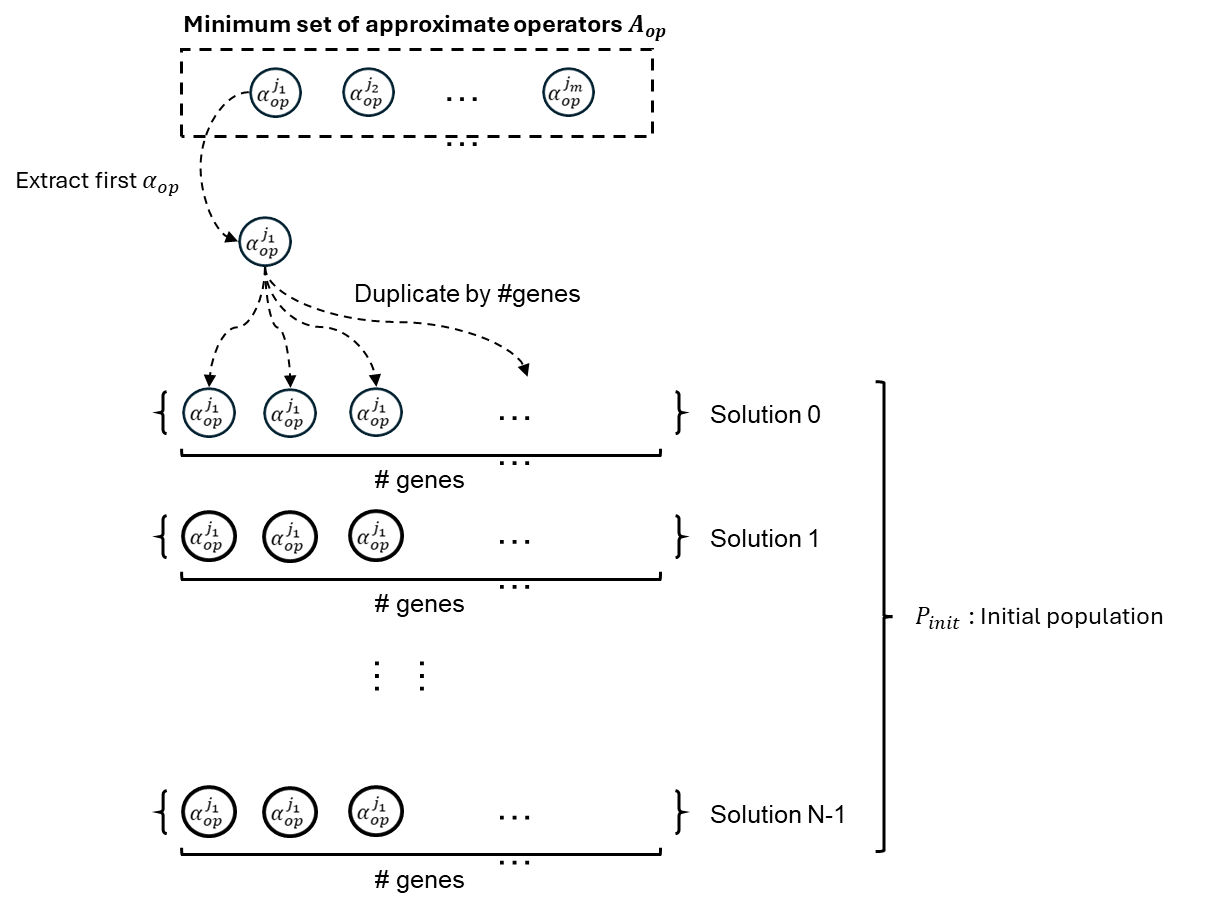 Minimum set of approximate operators A_op
α_op^j₁ α_op^j₂ ... α_op^jₘ
...
Extract first α_op
α_op^j₁
Duplicate by #genes
α_op^j₁ α_op^j₁ α_op^j₁ ... Solution 0
...
# genes
α_op^j₁ α_op^j₁ α_op^j₁ ... Solution 1
...
# genes
P_init : Initial population
α_op^j₁ α_op^j₁ α_op^j₁ ... Solution N-1
...
# genes